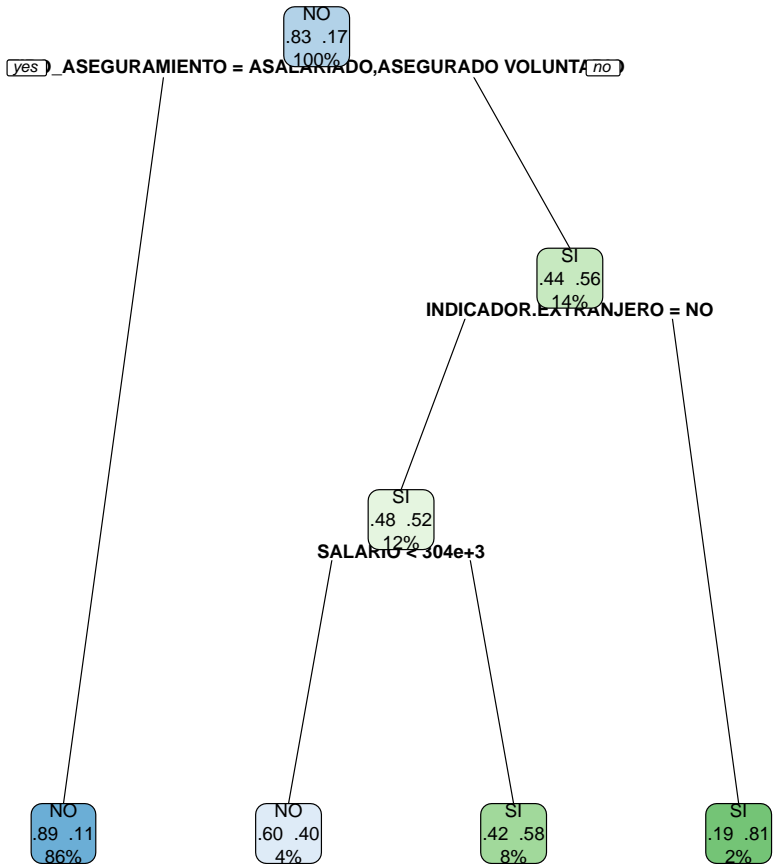 NO
.83 .17
100%
yes
_ASEGURAMIENTO = ASALARIADO,ASEGURADO
no
SI
.44 .56
14%
INDICADOR.EXTRANJERO = NO
SI
.48 .52
12%
SALARIO < 304e+3
NO
.89 .11
86%
NO
.60 .40
4%
SI
.42 .58
8%
SI
.19 .81
2%